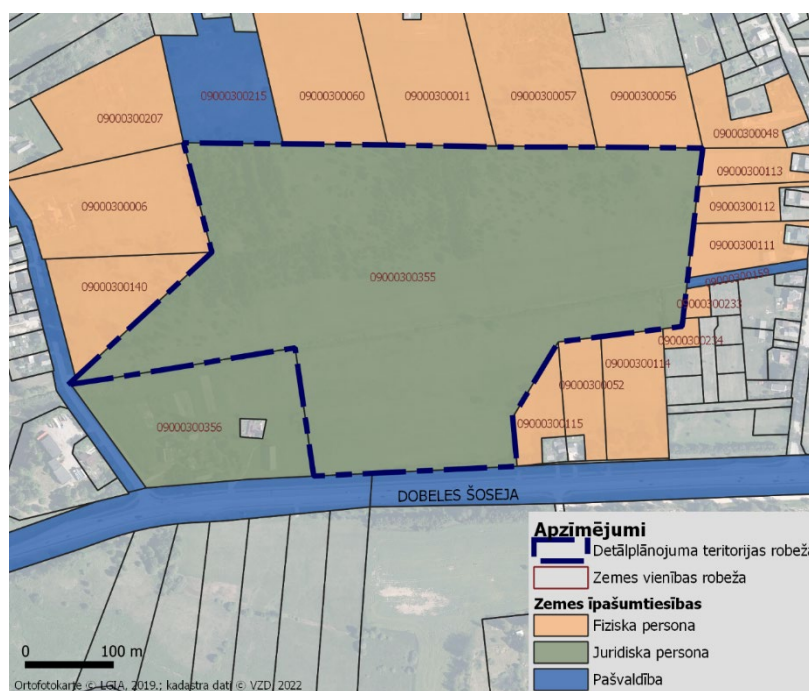 09000300215
09000300060
09000300011
09000300057
09000300056
09000300207
09000300048
09000300113
09000300006
09000300112
09000300111
09000300355
09000300140
09000300159
09000300233
09000300234
09000300114
09000300052
09000300115
09000300356
DOBELES ŠOSEJA
Apzīmējumi
Detālplānojuma teritorijas robeža
Zemes vienības robeža
Zemes īpašumtiesības
Fiziska persona
Juridiska persona
Pašvaldība
0 100 m
Ortofotokarte © LGIA, 2019.; kadastra dati © VZD, 2022